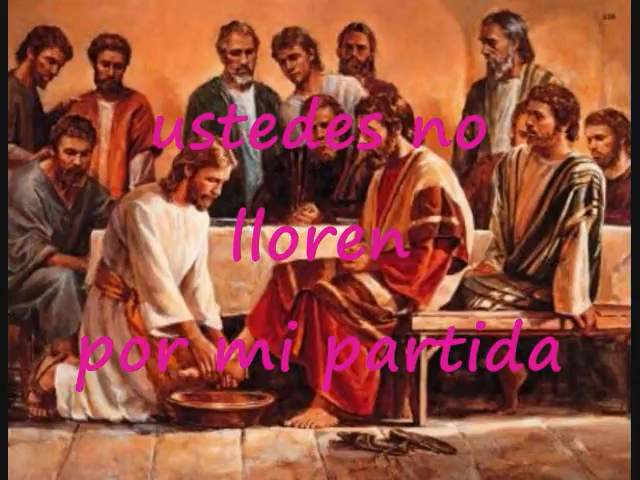 ustedes no
lloren
por mi partida